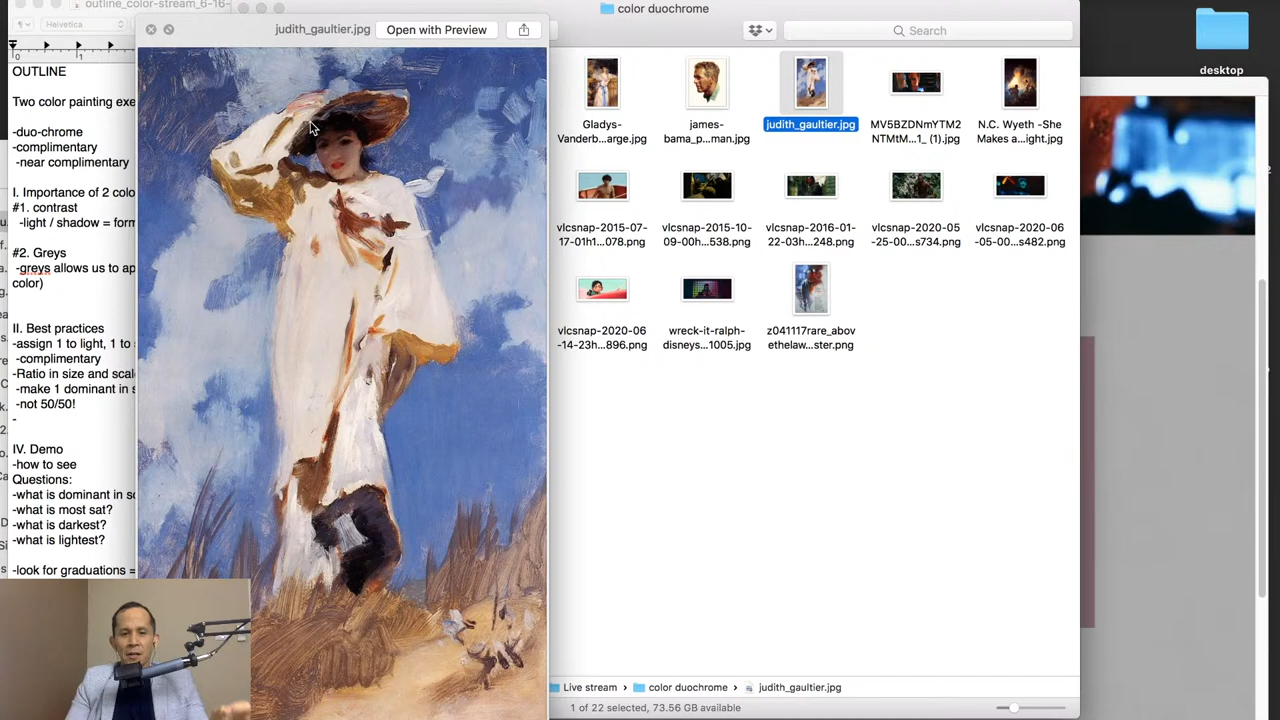 outline_color-stream_6-16-
Helvetica
0
1
OUTLINE
Two color painting exe
-duo-chrome
-complimentary
-near complimentary
I. Importance of 2 colo
#1. contrast
-light / shadow = form
#2. Greys
-greys allows us to ap
color)
II. Best practices
-assign 1 to light, 1 to
-complimentary
-Ratio in size and scal
-make 1 dominant in s
-not 50/50!
-
IV. Demo
-how to see
Questions:
-what is dominant in sc
-what is most sat?
-what is darkest?
-what is lightest?
-look for graduations =
judith_gaultier.jpg
Open with Preview
color duochrome
Search
Gladys-
Vanderb...arge.jpg
james-
bama_p...man.jpg
judith_gaultier.jpg
MV5BZDNmYTM2
NTMtM...1_ (1).jpg
N.C. Wyeth -She
Makes a...ight.jpg
vlcsnap-2015-07-
17-01h1...078.png
vlcsnap-2015-10-
09-00h...538.png
vlcsnap-2016-01-
22-03h...248.png
vlcsnap-2020-05
-25-00...s734.png
vlcsnap-2020-06
-05-00...s482.png
vlcsnap-2020-06
-14-23h...896.png
wreck-it-ralph-
disneys...1005.jpg
z041117rare_abov
ethelaw...ster.png
Live stream › color duochrome › judith_gaultier.jpg
1 of 22 selected, 73.56 GB available
desktop